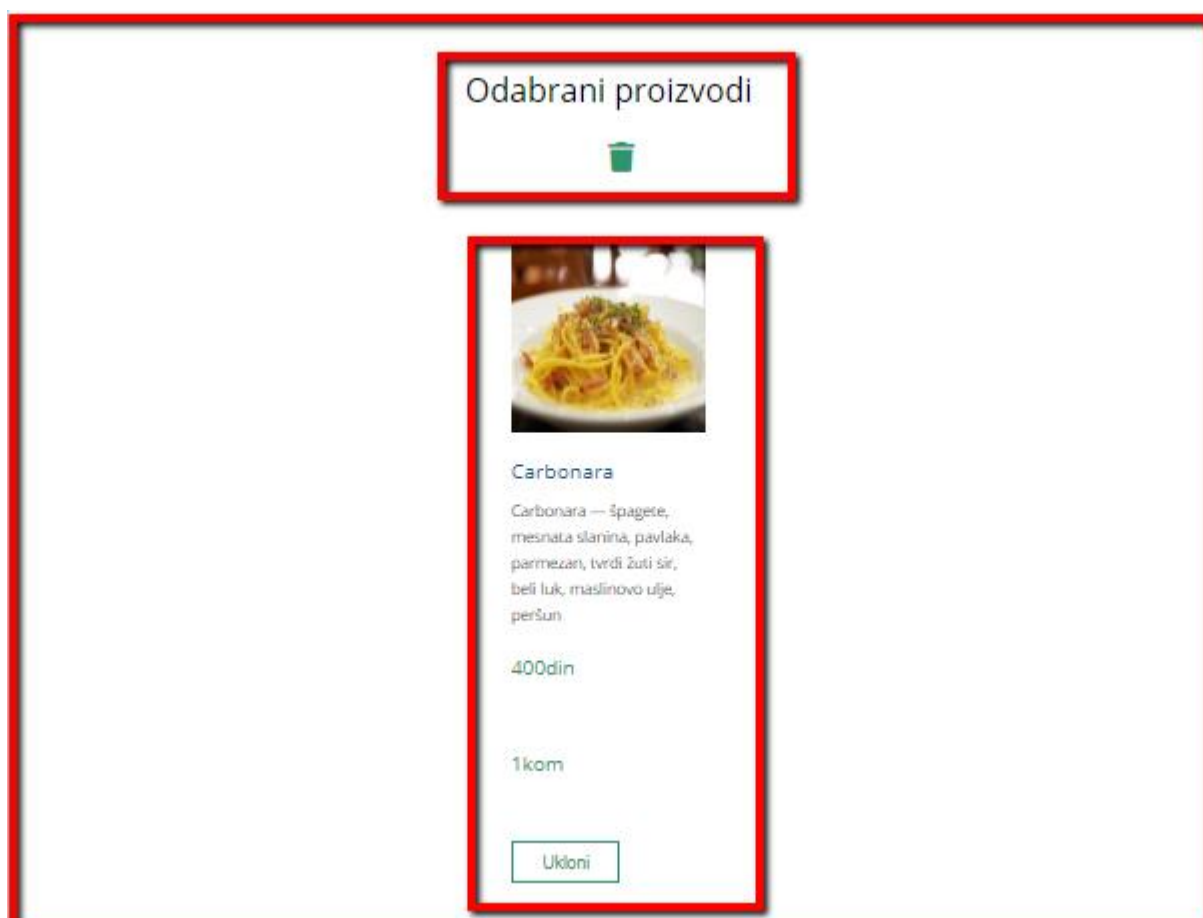 Odabrani proizvodi
Carbonara
Carbonara — špagete,
mesnata slanina, pavlaka,
parmezan, tvrdi žuti sir,
beli luk, maslinovo ulje,
peršun
400din
1kom
Ukloni